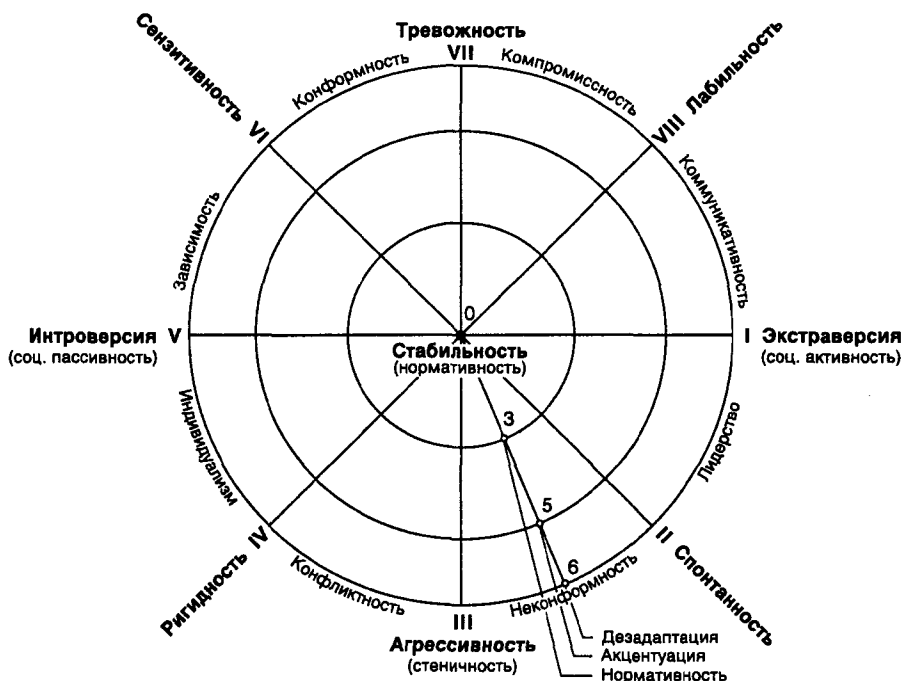 Тревожность
VII
Сензитивность VI
Конформность
Компромиссность
VIII Лабильность
Зависимость
Коммуникативность
0
Интроверсия V
(соц. пассивность)
Стабильность
(нормативность)
I Экстраверсия
(соц. активность)
Индивидуализм
3
Лидерство
5
6
Ригидность IV
Конфликтность
Неконформность
II Спонтанность
III
Агрессивность
(стеничность)
Дезадаптация
Акцентуация
Нормативность